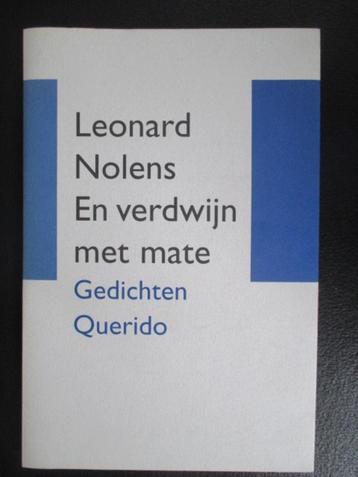 Leonard
Nolens
En verdwijn
met mate
Gedichten
Querido